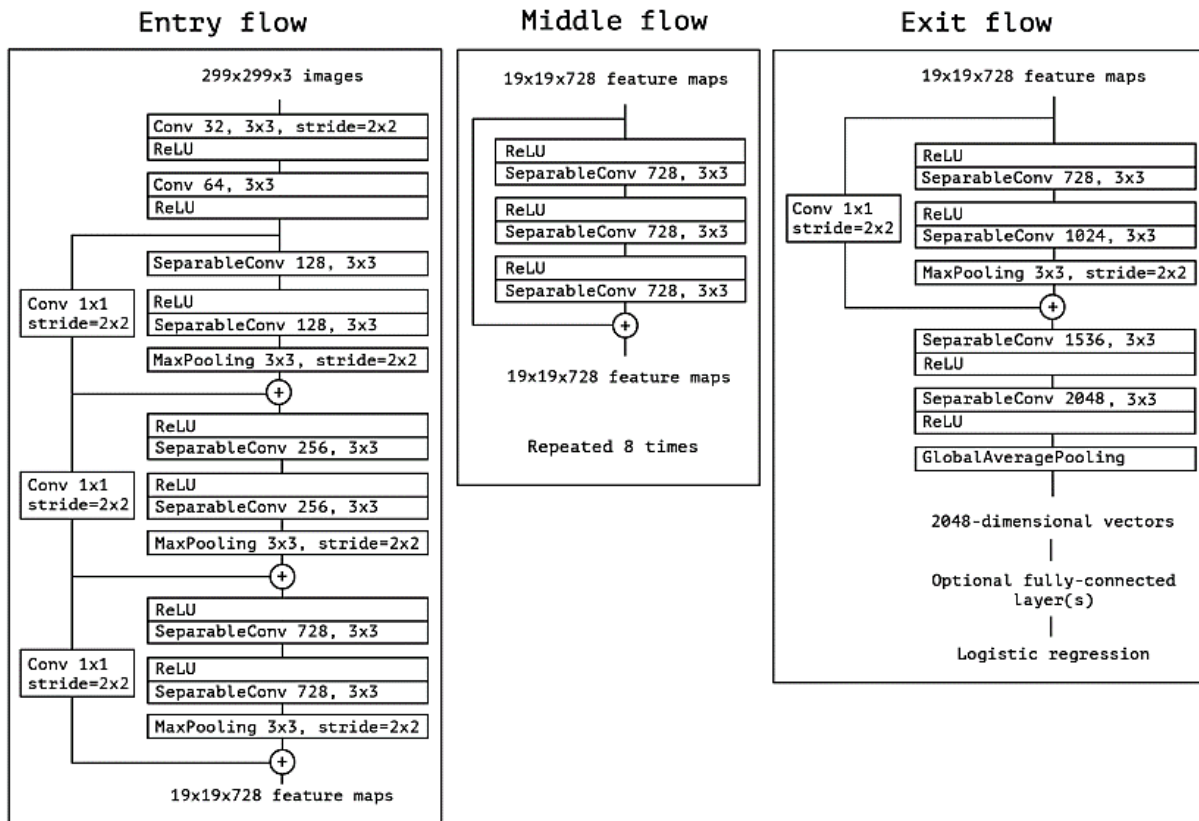 Entry flow
299x299x3 images
Conv 32, 3x3, stride=2x2
ReLU
Conv 64, 3x3
ReLU
SeparableConv 128, 3x3
Conv 1x1
stride=2x2
ReLU
SeparableConv 128, 3x3
MaxPooling 3x3, stride=2x2
+
ReLU
SeparableConv 256, 3x3
Conv 1x1
stride=2x2
ReLU
SeparableConv 256, 3x3
MaxPooling 3x3, stride=2x2
+
ReLU
SeparableConv 728, 3x3
Conv 1x1
stride=2x2
ReLU
SeparableConv 728, 3x3
MaxPooling 3x3, stride=2x2
+
19x19x728 feature maps
Middle flow
19x19x728 feature maps
ReLU
SeparableConv 728, 3x3
ReLU
SeparableConv 728, 3x3
ReLU
SeparableConv 728, 3x3
+
19x19x728 feature maps
Repeated 8 times
Exit flow
19x19x728 feature maps
ReLU
SeparableConv 728, 3x3
Conv 1x1
stride=2x2
ReLU
SeparableConv 1024, 3x3
MaxPooling 3x3, stride=2x2
+
SeparableConv 1536, 3x3
ReLU
SeparableConv 2048, 3x3
ReLU
GlobalAveragePooling
2048-dimensional vectors
Optional fully-connected
layer(s)
Logistic regression